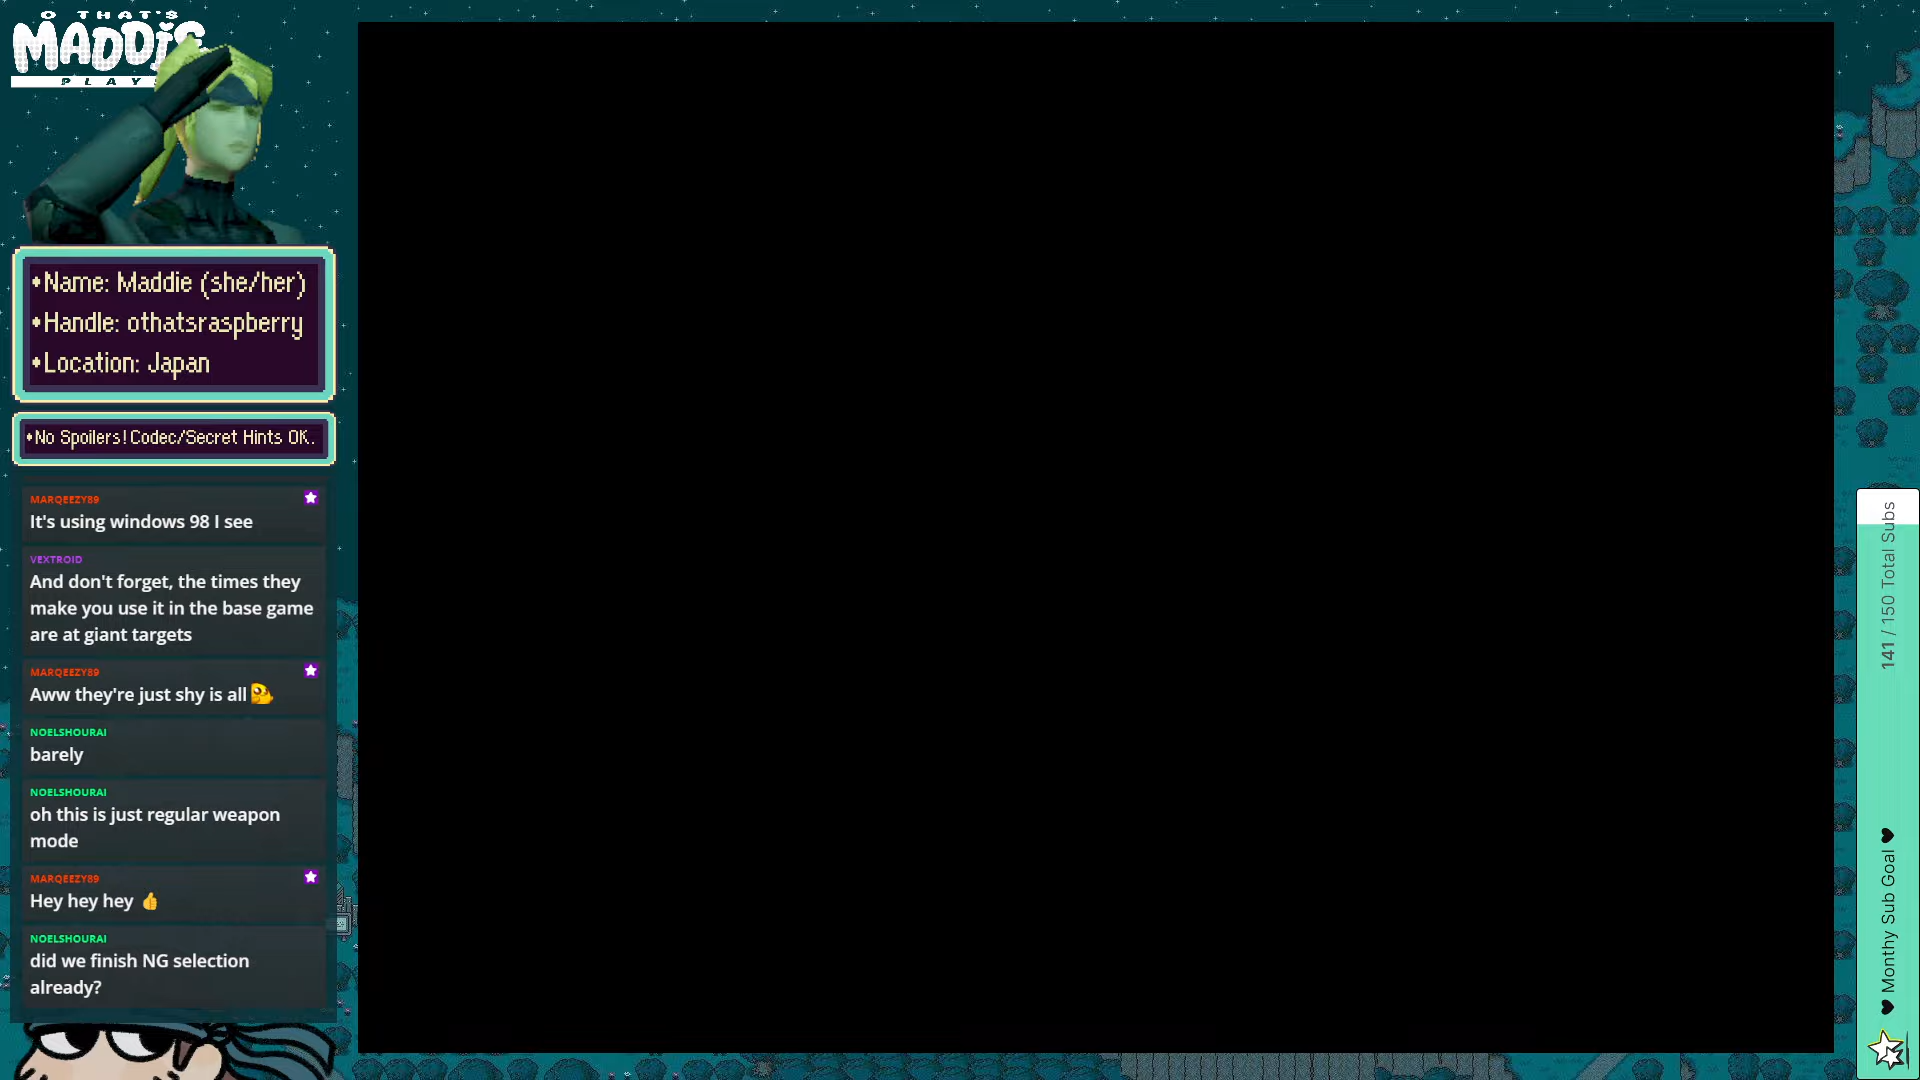 O THAT'S
MADDIE
PLAYS
•Name: Maddie (she/her)
•Handle: othatsraspberry
•Location: Japan
•No Spoilers! Codec/Secret Hints OK.
MARQEEZY89
It's using windows 98 I see
VEXTROID
And don't forget, the times they
make you use it in the base game
are at giant targets
MARQEEZY89
Aww they're just shy is all
NOELSHOURAI
barely
NOELSHOURAI
oh this is just regular weapon
mode
MARQEEZY89
Hey hey hey 👍
NOELSHOURAI
did we finish NG selection
already?
141 / 150 Total Subs
♥ Monthy Sub Goal ♥